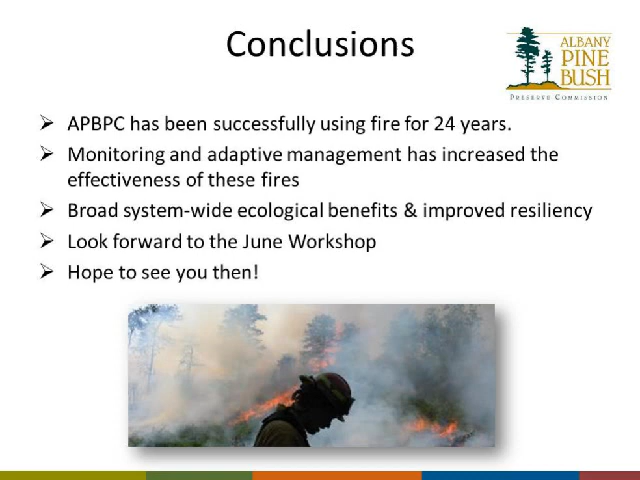 Conclusions
ALBANY
PINE
BUSH
PRESERVE COMMISSION
➢ APBPC has been successfully using fire for 24 years.
➢ Monitoring and adaptive management has increased the
effectiveness of these fires
➢ Broad system-wide ecological benefits & improved resiliency
➢ Look forward to the June Workshop
➢ Hope to see you then!